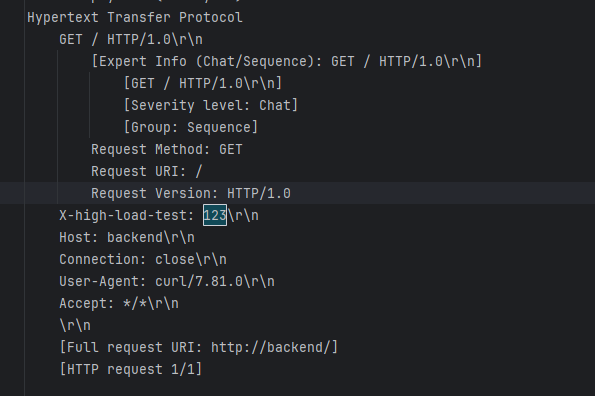 Hypertext Transfer Protocol
GET / HTTP/1.0\r\n
[Expert Info (Chat/Sequence): GET / HTTP/1.0\r\n]
[GET / HTTP/1.0\r\n]
[Severity level: Chat]
[Group: Sequence]
Request Method: GET
Request URI: /
Request Version: HTTP/1.0
X-high-load-test: 123\r\n
Host: backend\r\n
Connection: close\r\n
User-Agent: curl/7.81.0\r\n
Accept: */*\r\n
\r\n
[Full request URI: http://backend/]
[HTTP request 1/1]